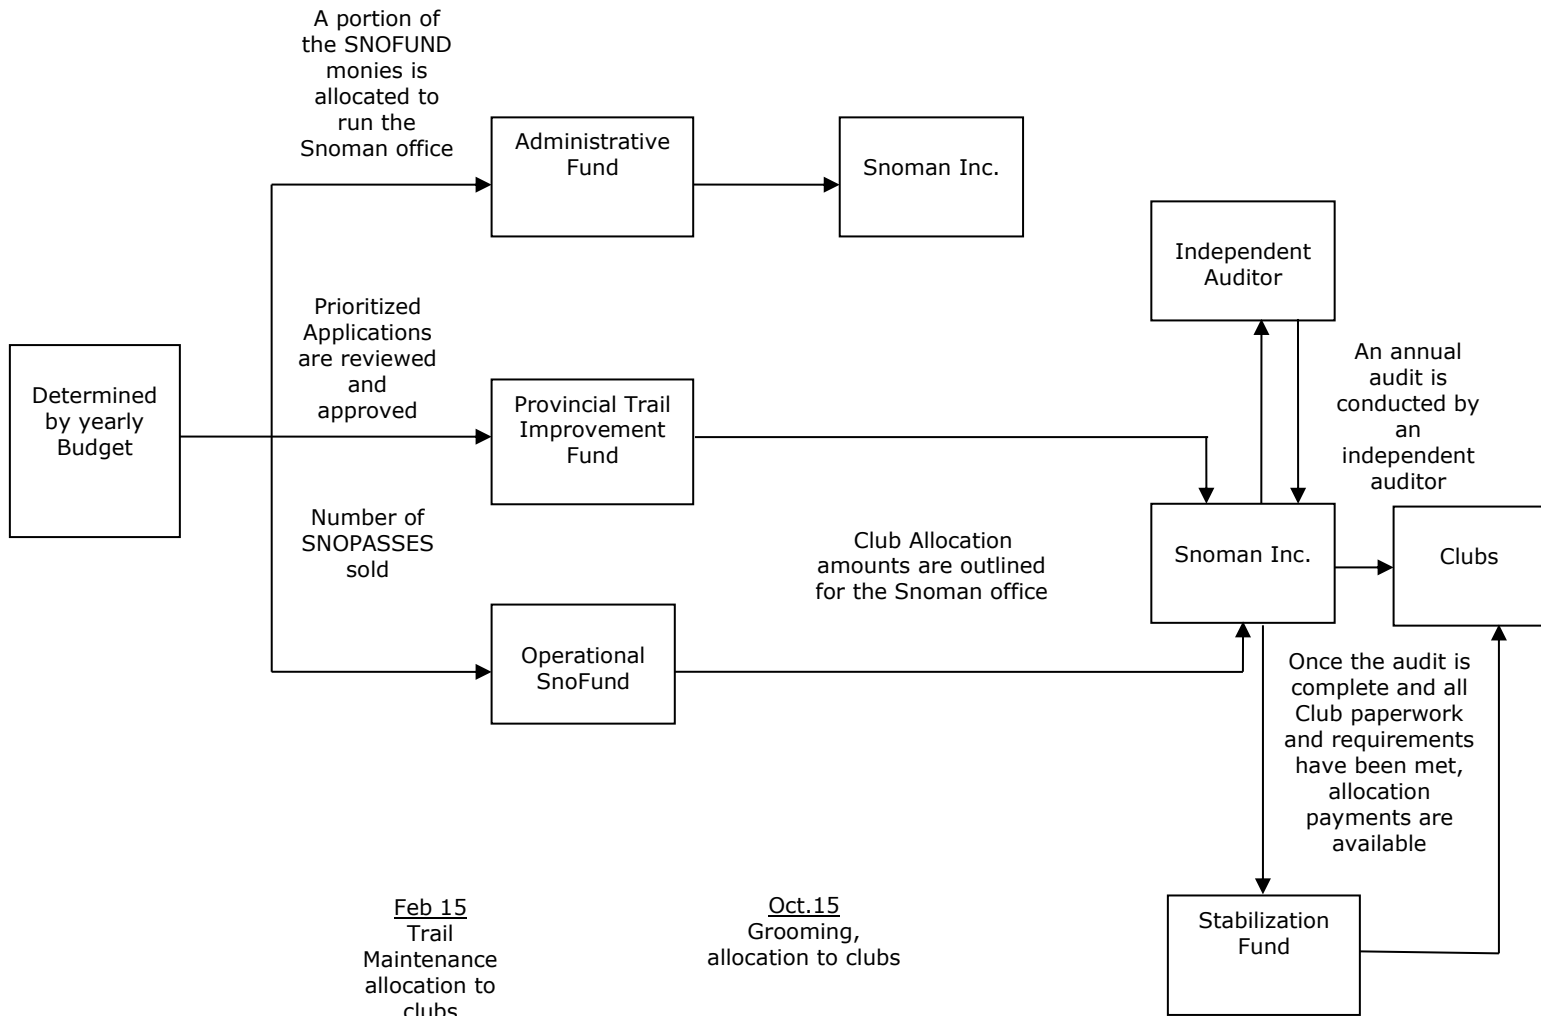 A portion of
the SNOFUND
monies is
allocated to
run the
Snoman office
Administrative
Fund
Snoman Inc.
Independent
Auditor
Prioritized
Applications
are reviewed
and
approved
Determined
by yearly
Budget
Provincial Trail
Improvement
Fund
An annual
audit is
conducted by
an
independent
auditor
Number of
SNOPASSES
sold
Club Allocation
amounts are outlined
for the Snoman office
Snoman Inc.
Clubs
Operational
SnoFund
Once the audit is
complete and all
Club paperwork
and requirements
have been met,
allocation
payments are
available
Feb 15
Trail
Maintenance
allocation to
clubs
Oct.15
Grooming,
allocation to clubs
Stabilization
Fund